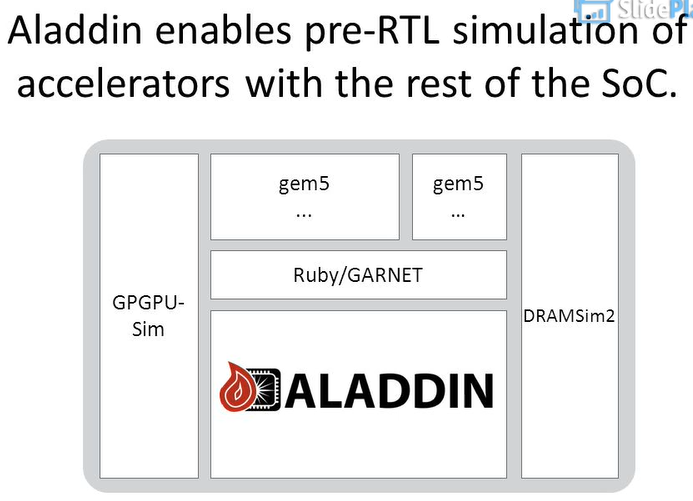 SlidePla
Aladdin enables pre-RTL simulation of
accelerators with the rest of the SoC.
gem5
...
gem5
...
Ruby/GARNET
GPGPU-
Sim
DRAMSim2
ALADDIN